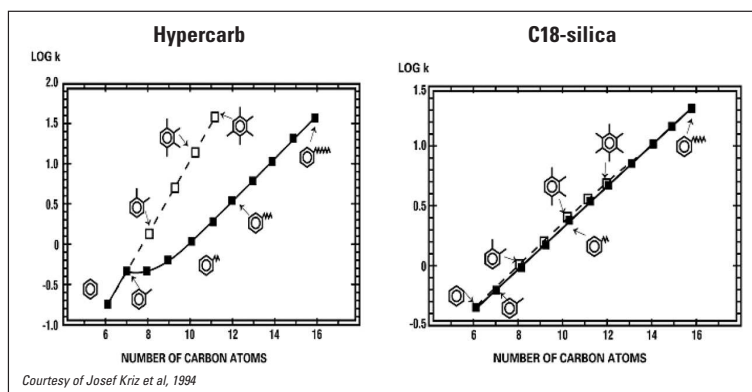 Hypercarb
LOG k
2.0
1.5
1.0
0.5
0
-0.5
-1.0
6 8 10 12 14 16
NUMBER OF CARBON ATOMS
C18-silica
LOG k
1.5
1.0
0.5
0
-0.5
6 8 10 12 14 16
NUMBER OF CARBON ATOMS
Courtesy of Josef Kriz et al, 1994